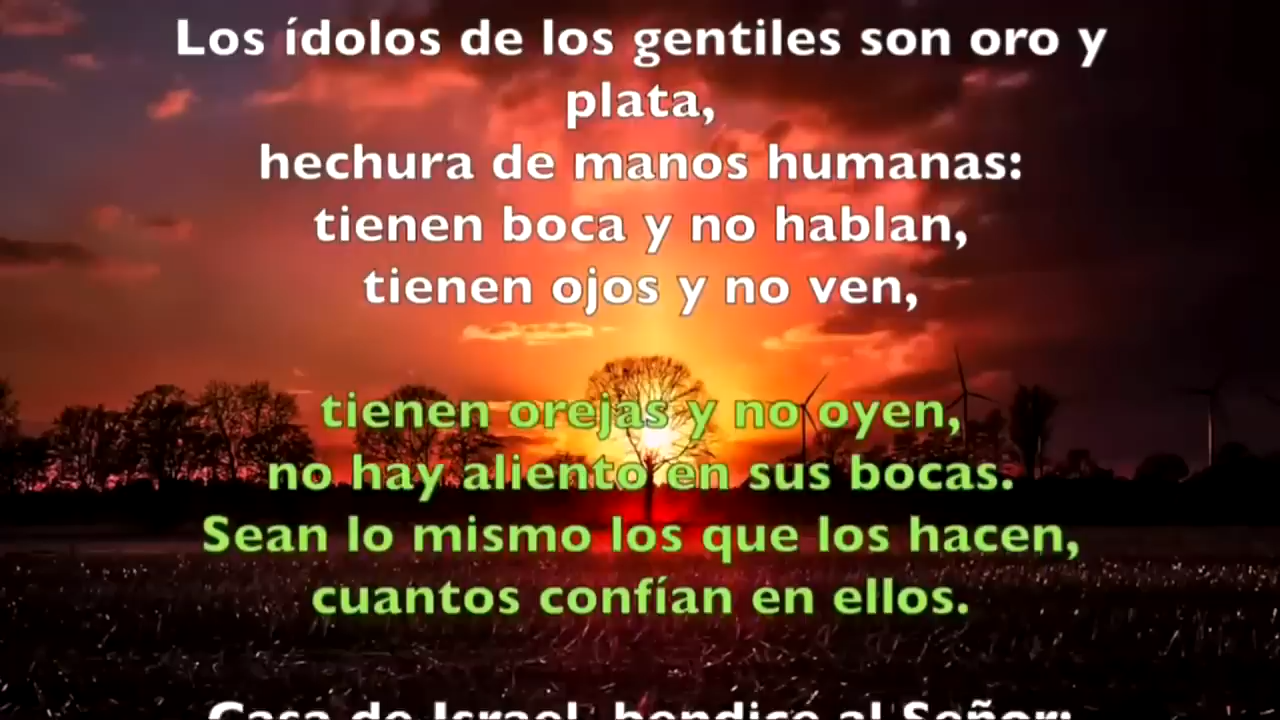 Los ídolos de los gentiles son oro y
plata,
hechura de manos humanas:
tienen boca y no hablan,
tienen ojos y no ven,
tienen orejas y no oyen,
no hay aliento en sus bocas.
Sean lo mismo los que los hacen,
cuantos confían en ellos.
Casa de Israel, bendice al Señor;